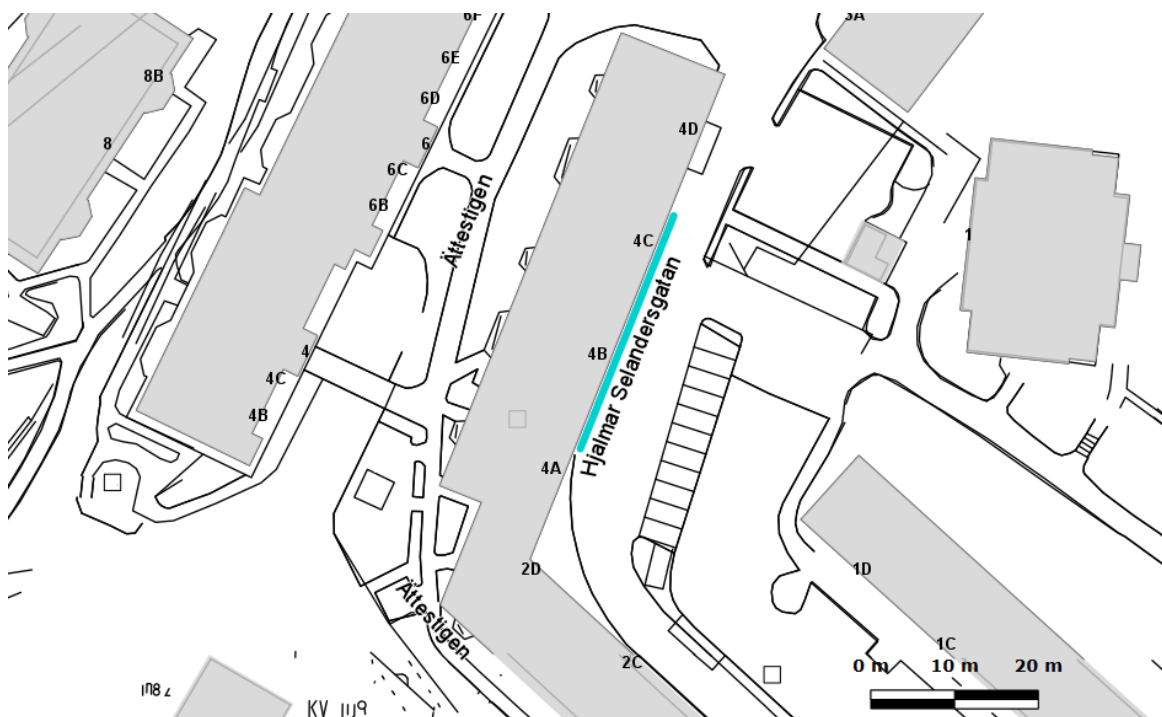 6F
3A
6E
8B
6D
4D
8
6
6C
6B
4C
1
Ättestigen
Hjalmar Selandersgatan
4
4B
4C
4B
4A
2D
1D
Ättestigen
1C
2C
0 m 10 m 20 m